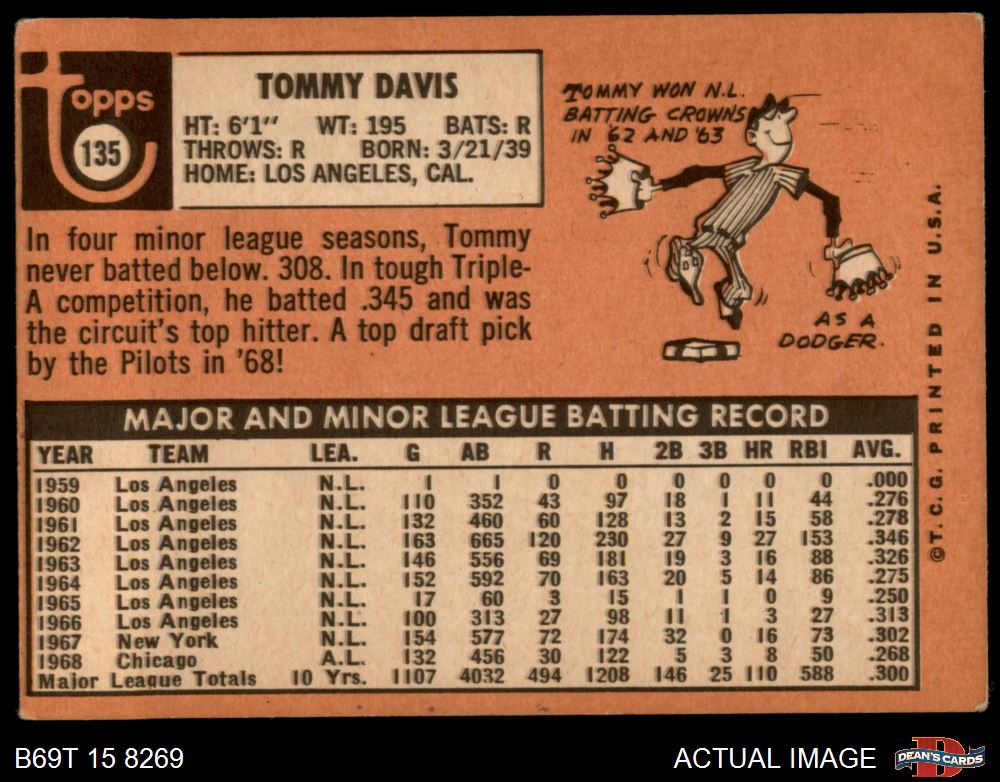 topps
135
TOMMY DAVIS
HT: 6'1" WT: 195 BATS: R
THROWS: R BORN: 3/21/39
HOME: LOS ANGELES, CAL.
In four minor league seasons, Tommy
never batted below. 308. In tough Triple-
A competition, he batted .345 and was
the circuit's top hitter. A top draft pick
by the Pilots in '68!
TOMMY WON N.L.
BATTING CROWNS
IN '62 AND '63
AS A
DODGER.
MAJOR AND MINOR LEAGUE BATTING RECORD
YEAR TEAM LEA. G AB R H 2B 3B HR RBI AVG.
1959 Los Angeles N.L. 1 1 0 0 0 0 0 0 .000
1960 Los Angeles N.L. 110 352 43 97 18 1 11 44 .276
1961 Los Angeles N.L. 132 460 60 128 13 2 15 58 .278
1962 Los Angeles N.L. 163 665 120 230 27 9 27 153 .346
1963 Los Angeles N.L. 146 556 69 181 19 3 16 88 .326
1964 Los Angeles N.L. 152 592 70 163 20 5 14 86 .275
1965 Los Angeles N.L. 17 60 3 15 1 1 0 9 .250
1966 Los Angeles N.L. 100 313 27 98 11 1 3 27 .313
1967 New York N.L. 154 577 72 174 32 0 16 73 .302
1968 Chicago A.L. 132 456 30 122 5 3 8 50 .268
Major League Totals 10 Yrs. 1107 4032 494 1208 146 25 110 588 .300
©T.C.G. PRINTED IN U.S.A.
B69T 15 8269
ACTUAL IMAGE
D
DEAN'S CARDS